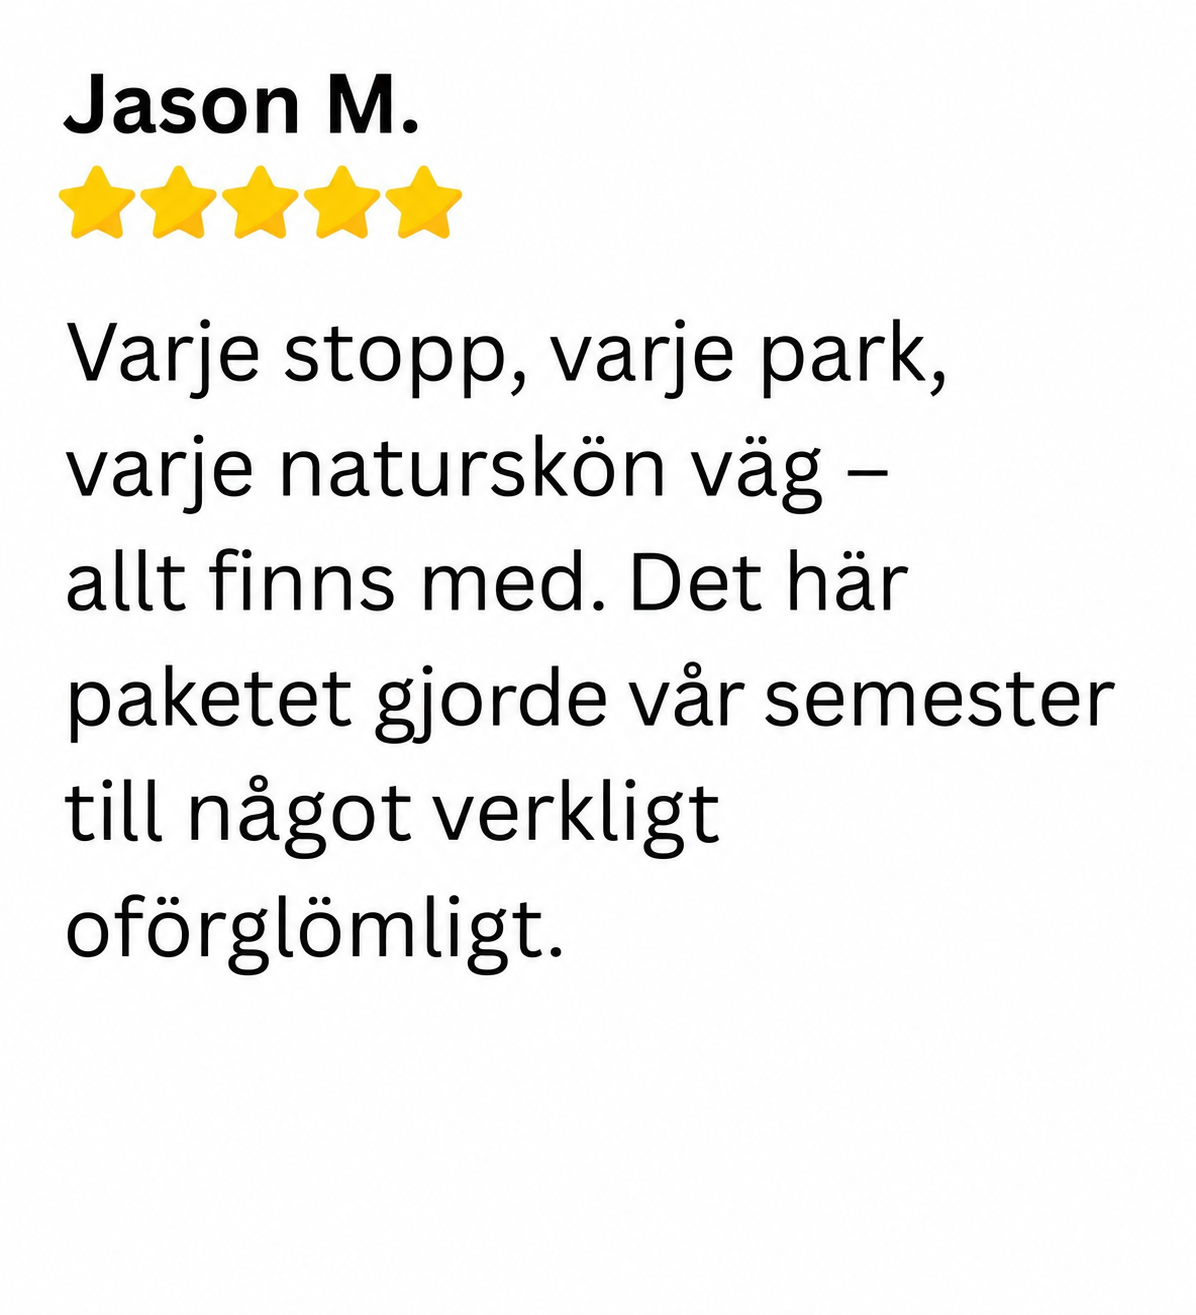 Jason M.
⭐⭐⭐⭐⭐
Varje stopp, varje park,
varje naturskön väg –
allt finns med. Det här
paketet gjorde vår semester
till något verkligt
oförglömligt.